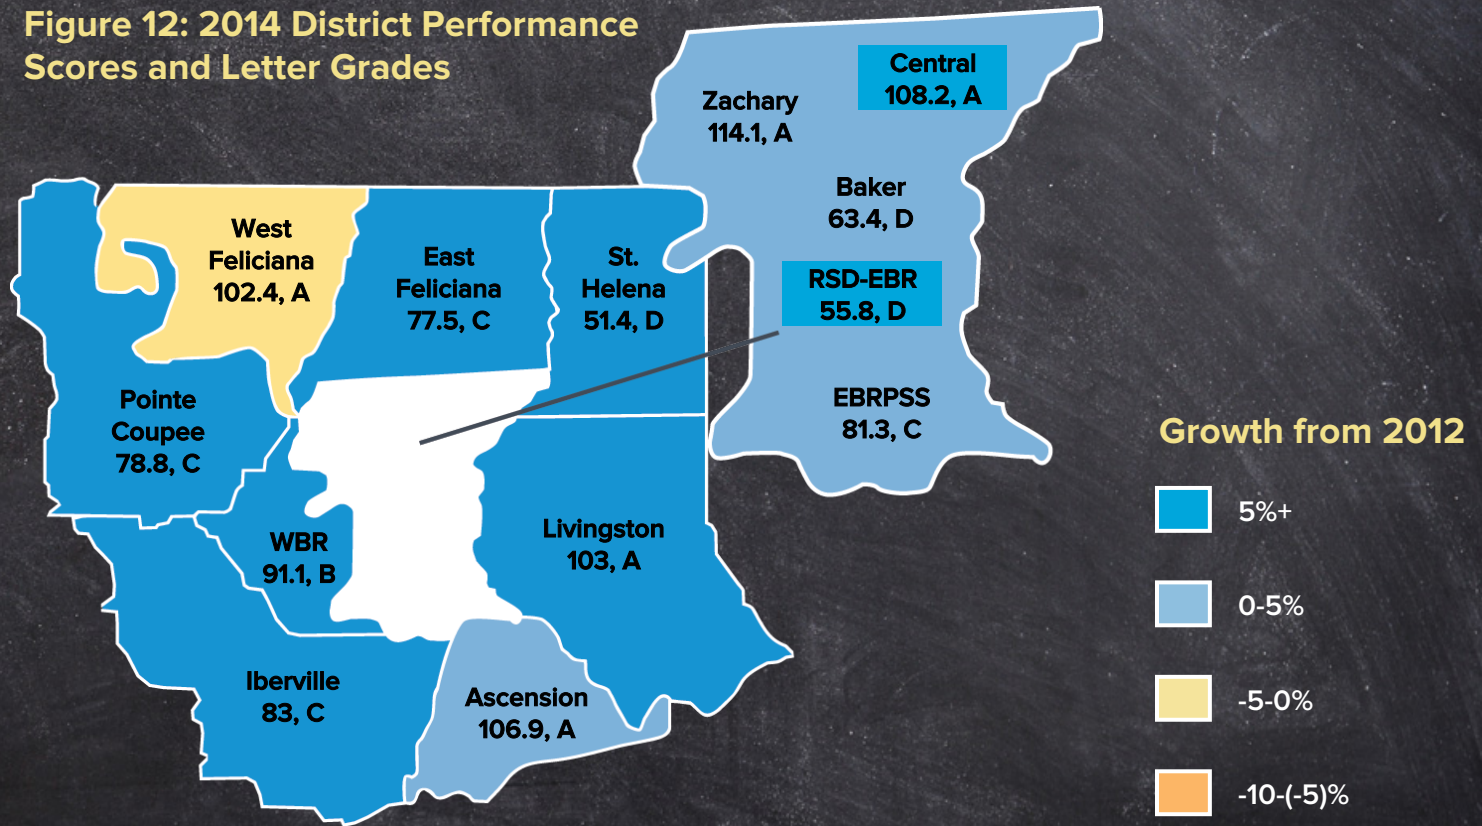 Figure 12: 2014 District Performance
Scores and Letter Grades
Central
108.2, A
Zachary
114.1, A
Baker
63.4, D
RSD-EBR
55.8, D
EBRPSS
81.3, C
West
Feliciana
102.4, A
East
Feliciana
77.5, C
St.
Helena
51.4, D
Pointe
Coupee
78.8, C
WBR
91.1, B
Livingston
103, A
Iberville
83, C
Ascension
106.9, A
Growth from 2012
5%+
0-5%
-5-0%
-10-(-5)%